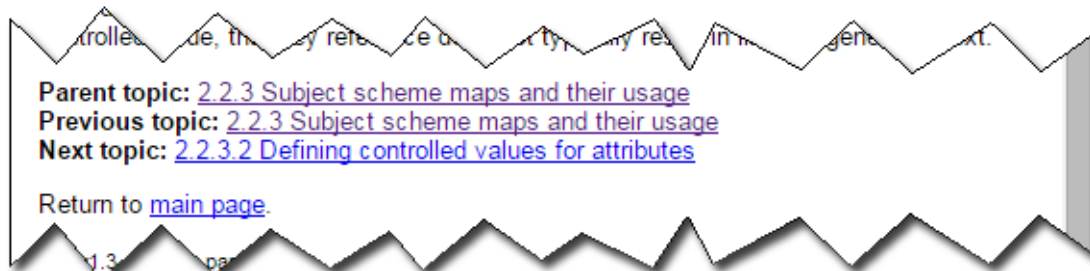 in
Parent topic: 2.2.3 Subject scheme maps and their usage
Previous topic: 2.2.3 Subject scheme maps and their usage
Next topic: 2.2.3.2 Defining controlled values for attributes
Return to main page.